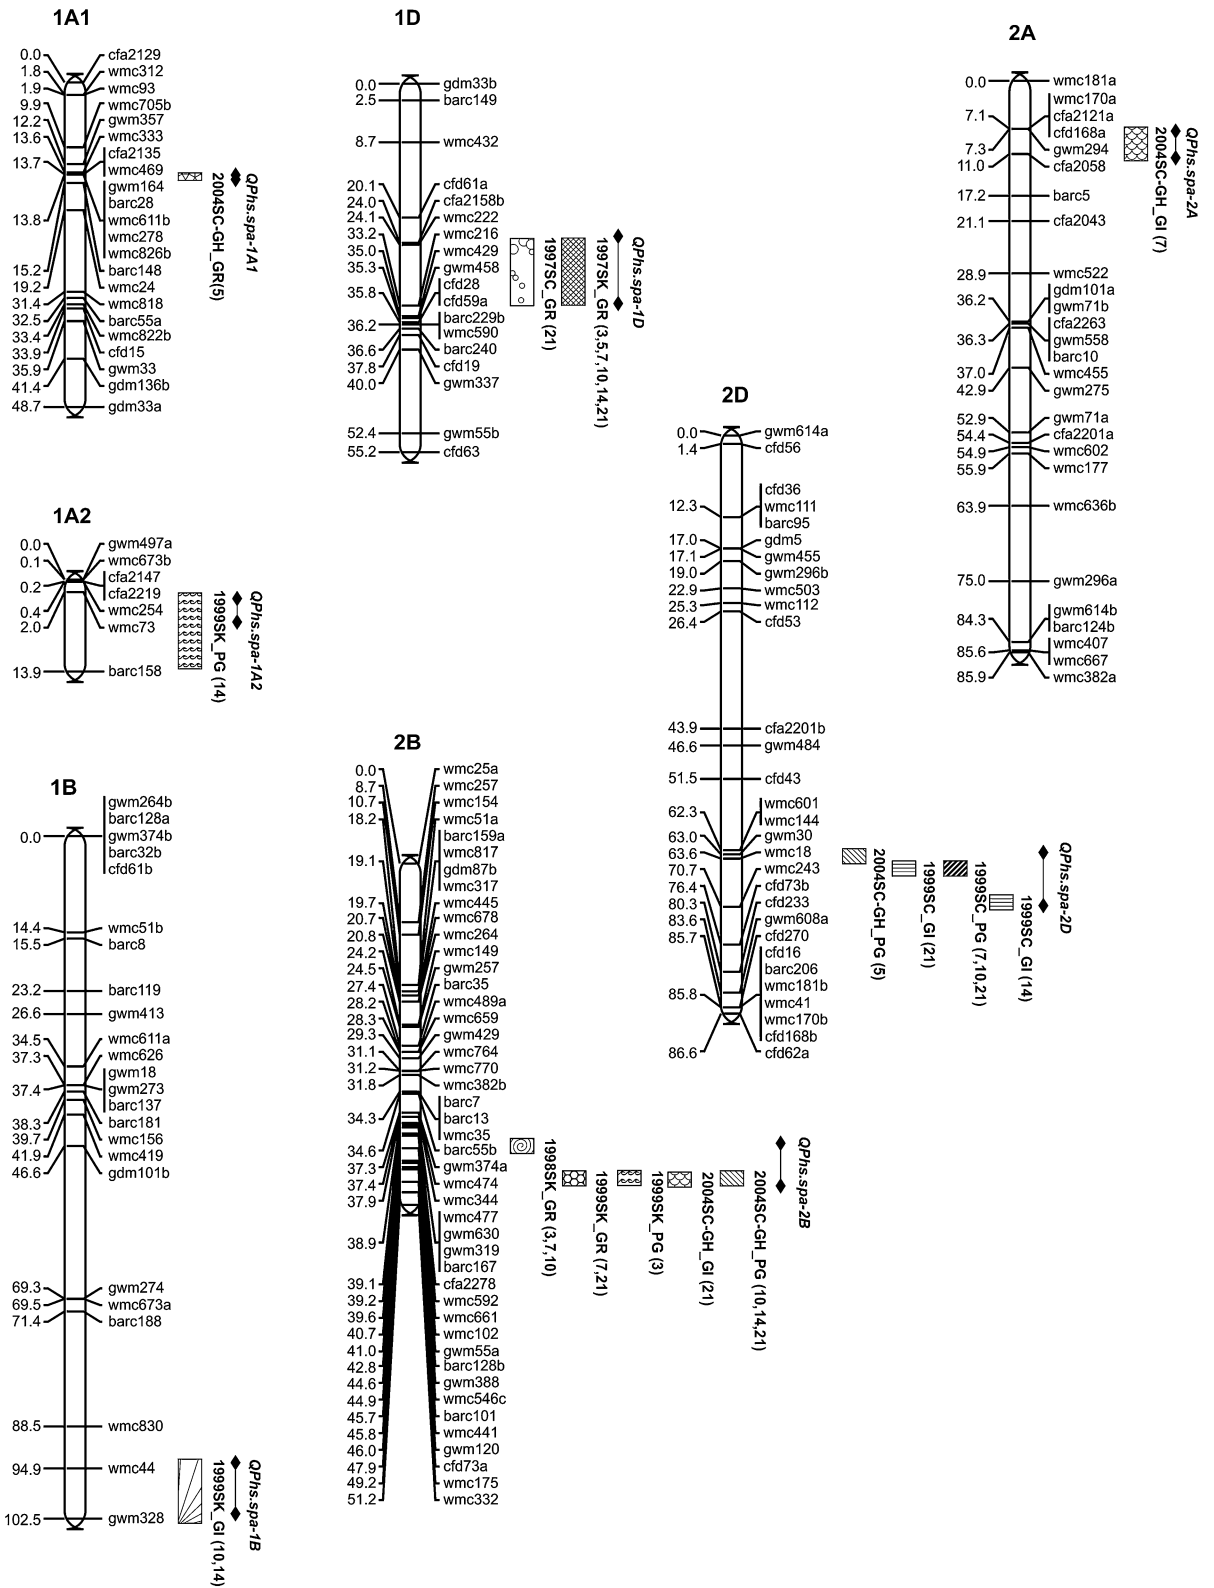 1A1
0.0 cfa2129
1.8 wmc312
1.9 wmc93
9.9 wmc705b
12.2 gwm357
13.6 wmc333
13.7 cfa2135
wmc469
13.8 gwm164
barc28
wmc611b
wmc278
wmc826b
15.2 barc148
19.2 wmc24
31.4 wmc818
32.5 barc55a
33.4 wmc822b
33.9 cfd15
35.9 gwm33
41.4 gdm136b
48.7 gdm33a
2004SC-GH_GR(5)
QPhs.spa-1A1
1A2
0.0 gwm497a
0.1 wmc673b
0.2 cfa2147
cfa2219
0.4 wmc254
2.0 wmc73
13.9 barc158
1999SK_PG (14)
QPhs.spa-1A2
1B
gwm264b
barc128a
0.0 gwm374b
barc32b
cfd61b
14.4 wmc51b
15.5 barc8
23.2 barc119
26.6 gwm413
34.5 wmc611a
37.3 wmc626
37.4 gwm18
gwm273
barc137
38.3 barc181
39.7 wmc156
41.9 wmc419
46.6 gdm101b
69.3 gwm274
69.5 wmc673a
71.4 barc188
88.5 wmc830
94.9 wmc44
102.5 gwm328
1999SK_GI (10,14)
QPhs.spa-1B
1D
0.0 gdm33b
2.5 barc149
8.7 wmc432
20.1 cfd61a
24.0 cfa2158b
24.1 wmc222
33.2 wmc216
35.0 wmc429
35.3 gwm458
35.8 cfd28
cfd59a
36.2 barc229b
wmc590
36.6 barc240
37.8 cfd19
40.0 gwm337
52.4 gwm55b
55.2 cfd63
1997SC_GR (21)
1997SK_GR (3,5,7,10,14,21)
QPhs.spa-1D
2B
0.0 wmc25a
8.7 wmc257
10.7 wmc154
18.2 wmc51a
19.1 barc159a
wmc817
gdm87b
wmc317
19.7 wmc445
20.7 wmc678
20.8 wmc264
24.2 wmc149
24.5 gwm257
27.4 barc35
28.2 wmc489a
28.3 wmc659
29.3 gwm429
31.1 wmc764
31.2 wmc770
31.8 wmc382b
34.3 barc7
barc13
wmc35
34.6 barc55b
37.3 gwm374a
37.4 wmc474
37.9 wmc344
38.9 wmc477
gwm630
gwm319
barc167
39.1 cfa2278
39.2 wmc592
39.6 wmc661
40.7 wmc102
41.0 gwm55a
42.8 barc128b
44.6 gwm388
44.9 wmc546c
45.7 barc101
45.8 wmc441
46.0 gwm120
47.9 cfd73a
49.2 wmc175
51.2 wmc332
1998SK_GR (3,7,10)
1999SK_GR (7,21)
1999SK_PG (3)
2004SC-GH_GI (21)
2004SC-GH_PG (10,14,21)
QPhs.spa-2B
2D
0.0 gwm614a
1.4 cfd56
12.3 cfd36
wmc111
barc95
17.0 gdm5
17.1 gwm455
19.0 gwm296b
22.9 wmc503
25.3 wmc112
26.4 cfd53
43.9 cfa2201b
46.6 gwm484
51.5 cfd43
62.3 wmc601
wmc144
63.0 gwm30
63.6 wmc18
70.7 wmc243
76.4 cfd73b
80.3 cfd233
83.6 gwm608a
85.7 cfd270
85.8 cfd16
barc206
wmc181b
wmc41
wmc170b
cfd168b
86.6 cfd62a
2004SC-GH_PG (5)
1999SC_GI (21)
1999SC_PG (7,10,21)
1999SC_GI (14)
QPhs.spa-2D
2A
0.0 wmc181a
7.1 wmc170a
cfa2121a
cfd168a
7.3 gwm294
11.0 cfa2058
17.2 barc5
21.1 cfa2043
28.9 wmc522
36.2 gdm101a
gwm71b
36.3 cfa2263
gwm558
barc10
37.0 wmc455
42.9 gwm275
52.9 gwm71a
54.4 cfa2201a
54.9 wmc602
55.9 wmc177
63.9 wmc636b
75.0 gwm296a
84.3 gwm614b
barc124b
85.6 wmc407
wmc667
85.9 wmc382a
2004SC-GH_GI (7)
QPhs.spa-2A